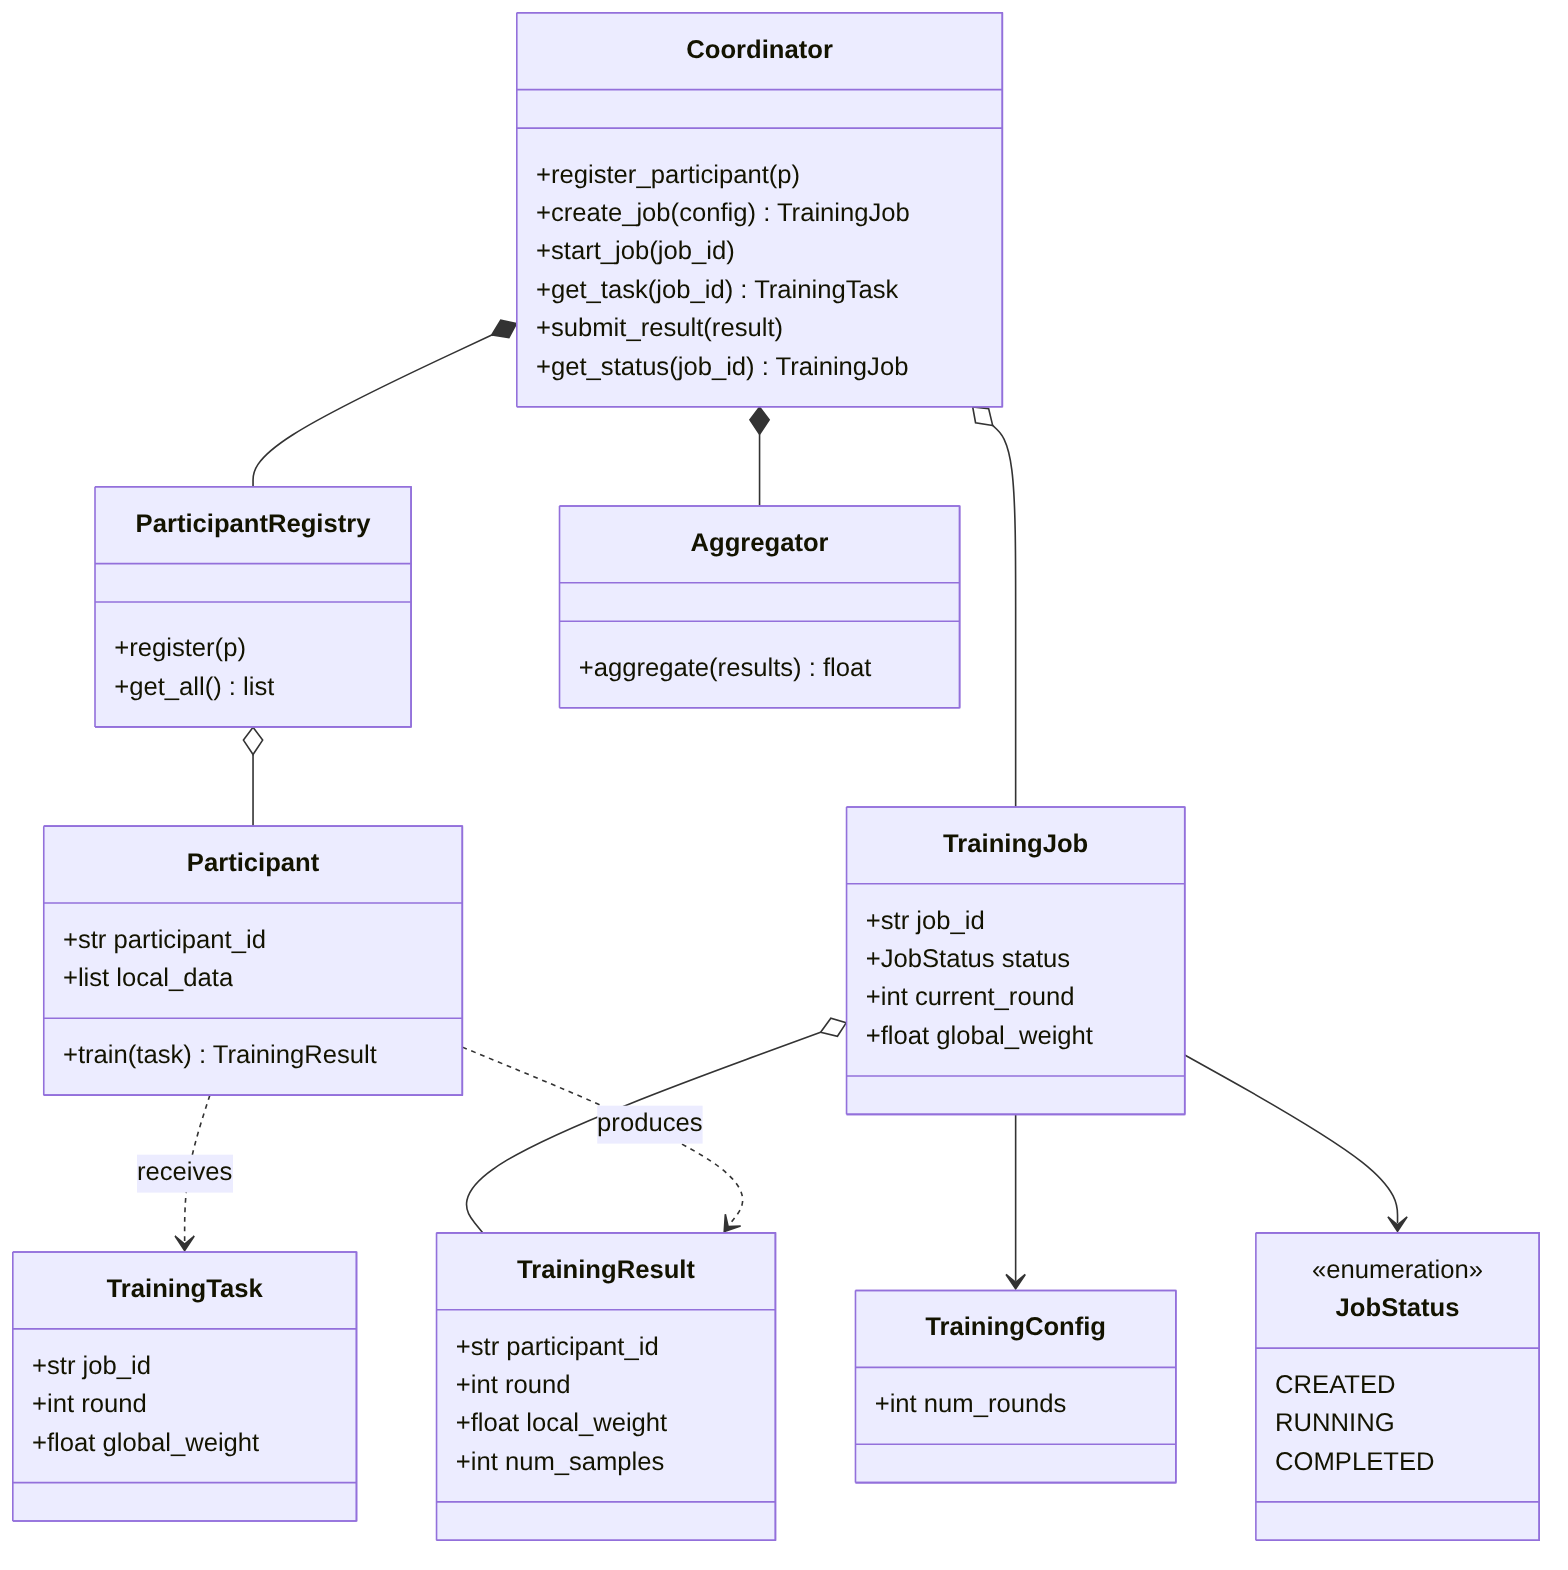 Coordinator
+register_participant(p)
+create_job(config) : TrainingJob
+start_job(job_id)
+get_task(job_id) : TrainingTask
+submit_result(result)
+get_status(job_id) : TrainingJob
ParticipantRegistry
+register(p)
+get_all() : list
Aggregator
+aggregate(results) : float
Participant
+str participant_id
+list local_data
+train(task) : TrainingResult
TrainingJob
+str job_id
+JobStatus status
+int current_round
+float global_weight
produces
receives
TrainingTask
+str job_id
+int round
+float global_weight
TrainingResult
+str participant_id
+int round
+float local_weight
+int num_samples
TrainingConfig
+int num_rounds
«enumeration»
JobStatus
CREATED
RUNNING
COMPLETED